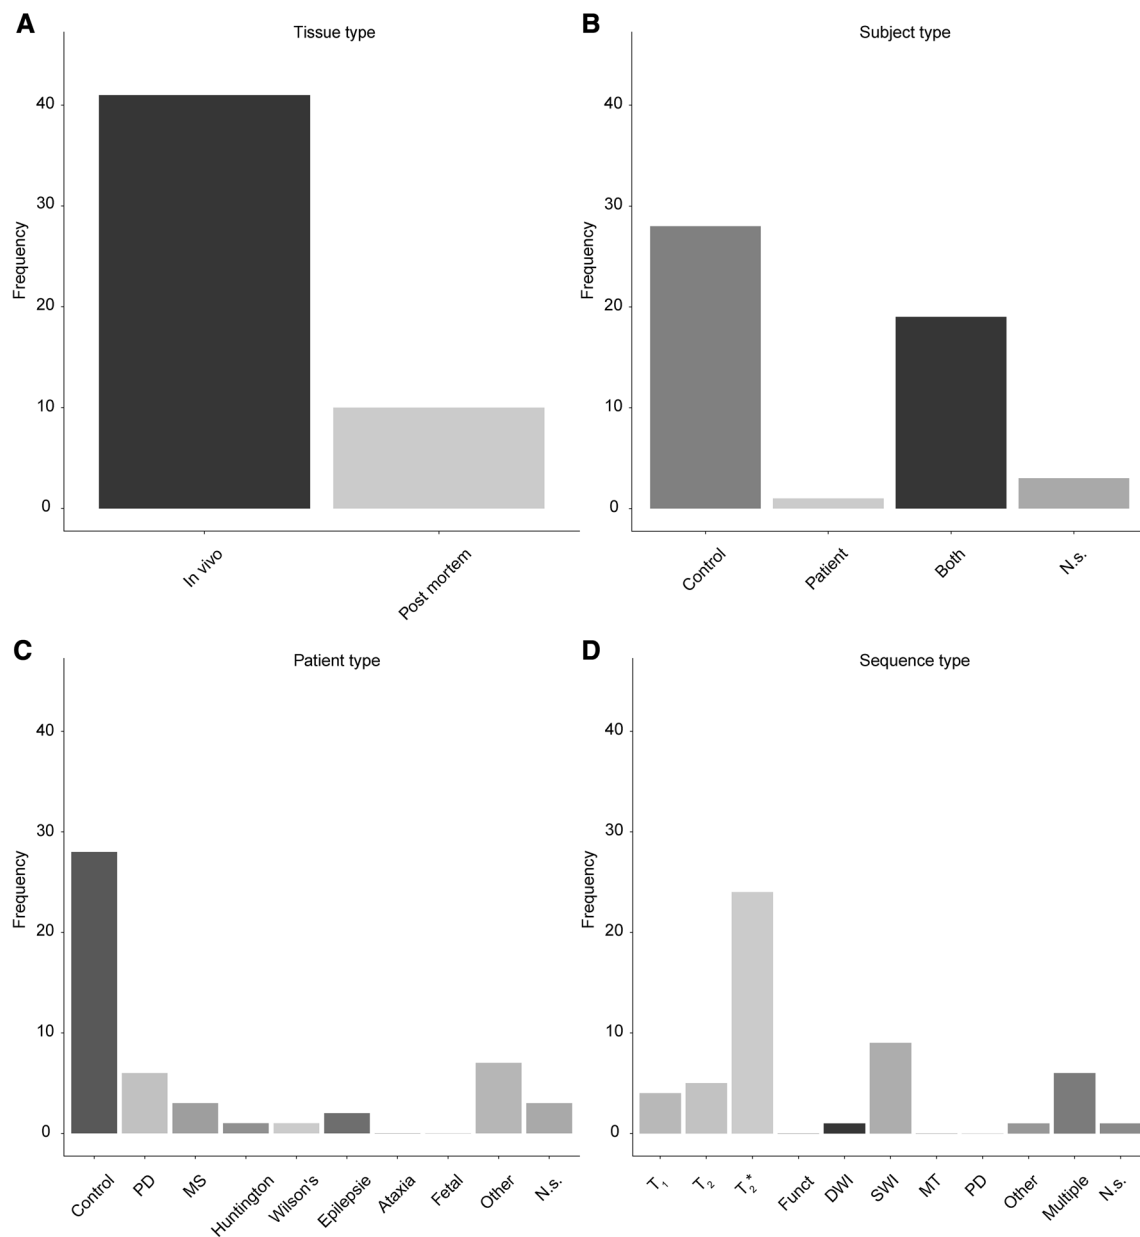 A
Tissue type
Frequency
40
30
20
10
0
In vivo
Post mortem
B
Subject type
Frequency
40
30
20
10
0
Control
Patient
Both
N.s.
C
Patient type
Frequency
40
30
20
10
0
Control
PD
MS
Huntington
Wilson's
Epilepsie
Ataxia
Fetal
Other
N.s.
D
Sequence type
Frequency
40
30
20
10
0
T₁
T₂
T₂*
Funct
DWI
SWI
MT
PD
Other
Multiple
N.s.